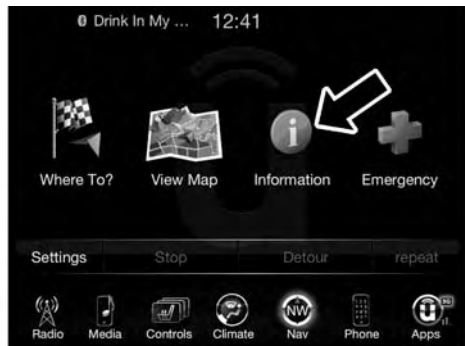 Drink In My ... 12:41
Where To? View Map Information Emergency
Settings Stop Detour repeat
NW
3G
Radio Media Controls Climate Nav Phone Apps